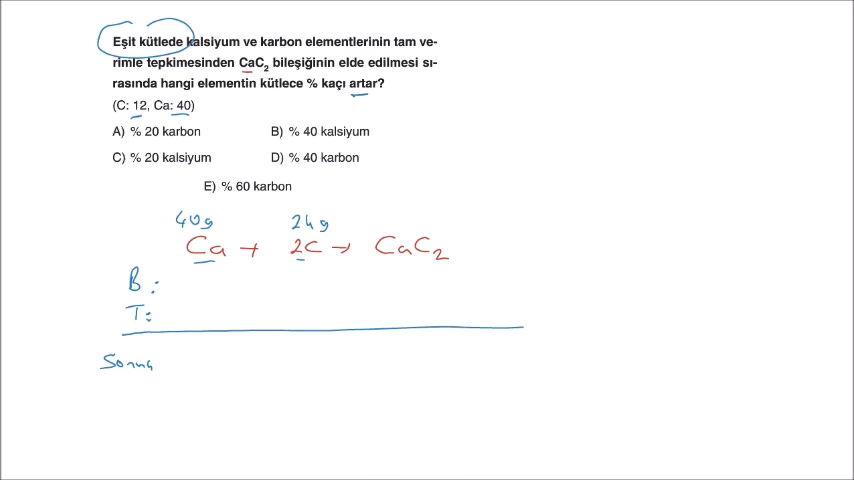 Eşit kütlede kalsiyum ve karbon elementlerinin tam ve-
rimle tepkimesinden CaC₂ bileşiğinin elde edilmesi sı-
rasında hangi elementin kütlece % kaçı artar?
(C: 12, Ca: 40)
A) % 20 karbon B) % 40 kalsiyum
C) % 20 kalsiyum D) % 40 karbon
E) % 60 karbon
40g 24g
Ca + 2C → CaC₂
B:
T:
Sonuç